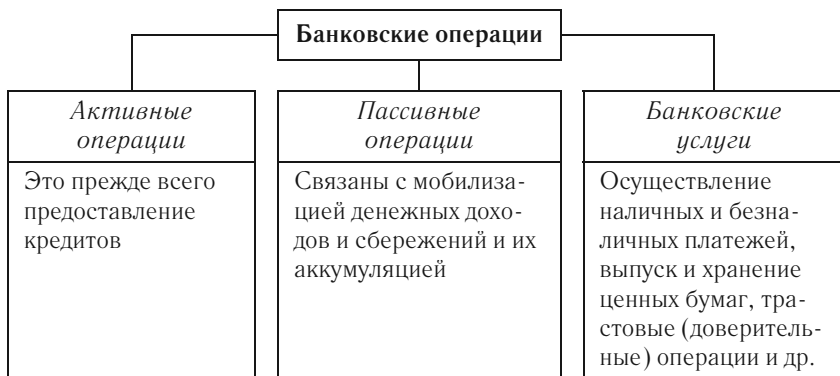 Банковские операции
Активные
операции
Это прежде всего
предоставление
кредитов
Пассивные
операции
Связаны с мобилиза-
цией денежных дохо-
дов и сбережений и их
аккумуляцией
Банковские
услуги
Осуществление
наличных и безна-
личных платежей,
выпуск и хранение
ценных бумаг, тра-
стовые (доверитель-
ные) операции и др.